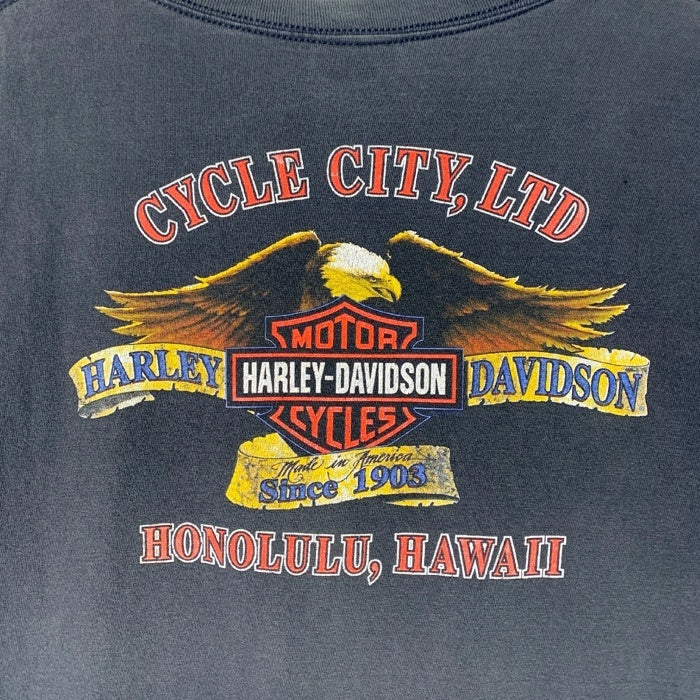 CYCLE CITY, LTD
MOTOR
HARLEY HARLEY-DAVIDSON DAVIDSON
CYCLES
Made in America
Since 1903
HONOLULU, HAWAII